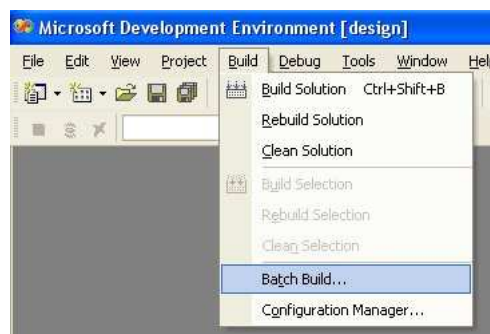 Microsoft Development Environment [design]
File Edit View Project Build Debug Tools Window Hel
Build Solution Ctrl+Shift+B
Rebuild Solution
Clean Solution
Build Selection
Rebuild Selection
Clean Selection
Batch Build...
Configuration Manager...